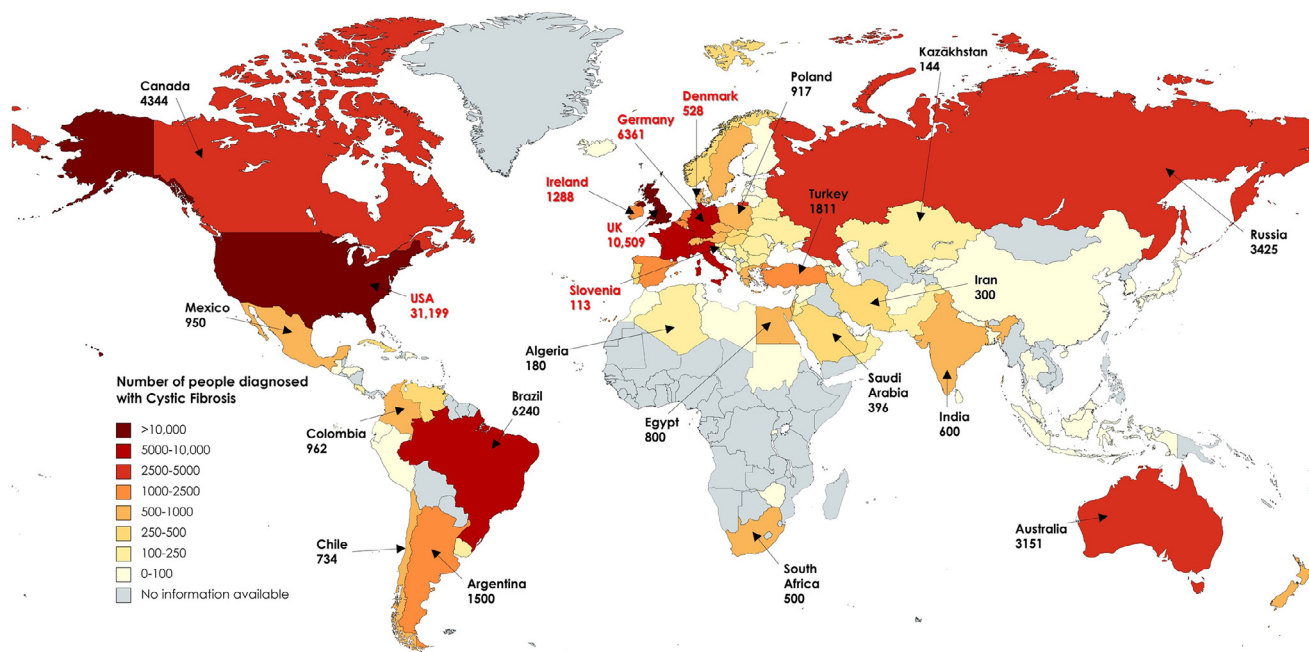 Kazākhstan
144
Canada
4344
Poland
917
Denmark
528
Germany
6361
Ireland
1288
Turkey
1811
UK
10,509
Russia
3425
Slovenia
113
Iran
300
USA
31,199
Mexico
950
Algeria
180
Saudi
Arabia
396
Egypt
800
India
600
Number of people diagnosed
with Cystic Fibrosis
>10,000
5000-10,000
2500-5000
1000-2500
500-1000
250-500
100-250
0-100
No information available
Brazil
6240
Colombia
962
Chile
734
Argentina
1500
South
Africa
500
Australia
3151